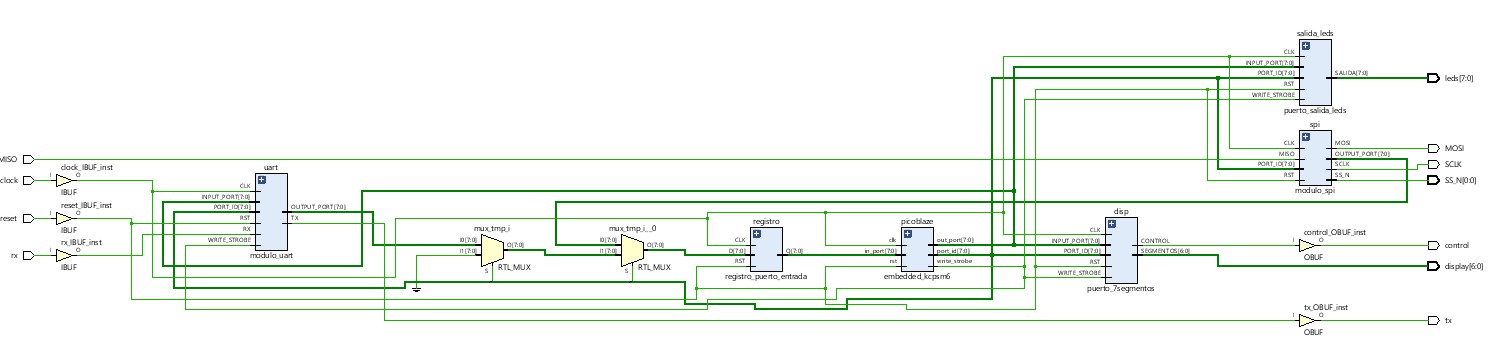 salida_leds
CLK
INPUT_PORT[7:0]
PORT_ID[7:0]
RST
WRITE_STROBE
SALIDA[7:0]
puerto_salida_leds
leds[7:0]
spi
CLK
MISO
PORT_ID[7:0]
RST
MOSI
OUTPUT_PORT[7:0]
SCLK
SS_N
modulo_spi
MOSI
SCLK
SS_N[0:0]
MISO
clock
clock_IBUF_inst
I
O
IBUF
reset
reset_IBUF_inst
I
O
IBUF
rx
rx_IBUF_inst
I
O
IBUF
uart
CLK
INPUT_PORT[7:0]
PORT_ID[7:0]
RST
RX
WRITE_STROBE
OUTPUT_PORT[7:0]
TX
modulo_uart
mux_tmp_i
I0[7:0]
I1[7:0]
S
O[7:0]
RTL_MUX
mux_tmp_i__0
I0[7:0]
I1[7:0]
S
O[7:0]
RTL_MUX
registro
CLK
D[7:0]
RST
Q[7:0]
registro_puerto_entrada
picoblaze
clk
in_port[7:0]
rst
out_port[7:0]
port_id[7:0]
write_strobe
embedded_kcpsm6
disp
CLK
INPUT_PORT[7:0]
PORT_ID[7:0]
RST
WRITE_STROBE
CONTROL
SEGMENTOS[6:0]
puerto_7segmentos
control_OBUF_inst
I
O
OBUF
control
display[6:0]
tx_OBUF_inst
I
O
OBUF
tx